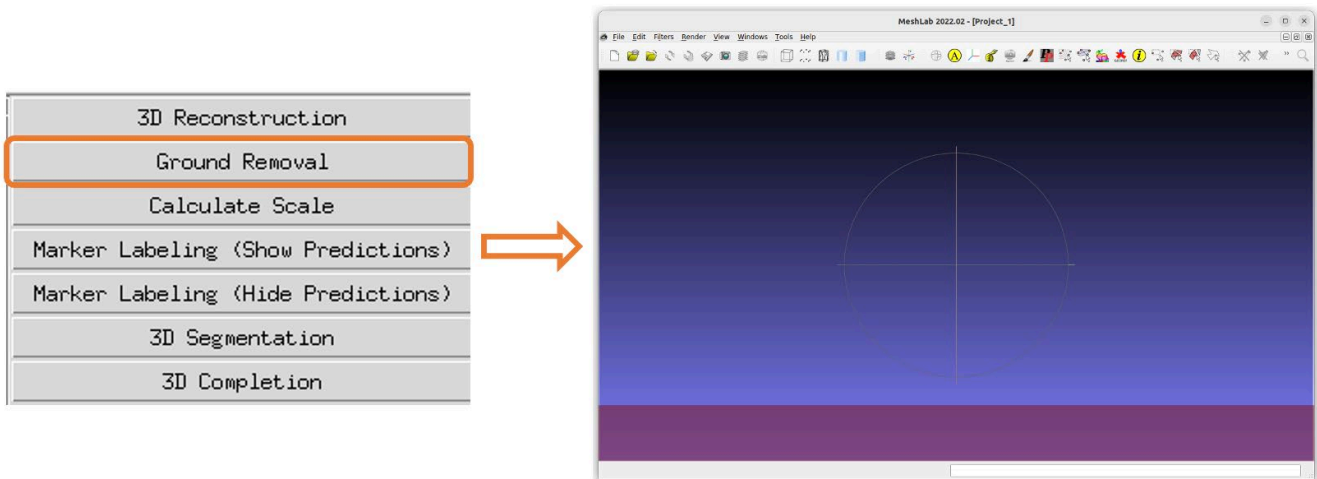 3D Reconstruction
Ground Removal
Calculate Scale
Marker Labeling (Show Predictions)
Marker Labeling (Hide Predictions)
3D Segmentation
3D Completion
MeshLab 2022.02 - [Project_1]
File Edit Filters Render View Windows Tools Help